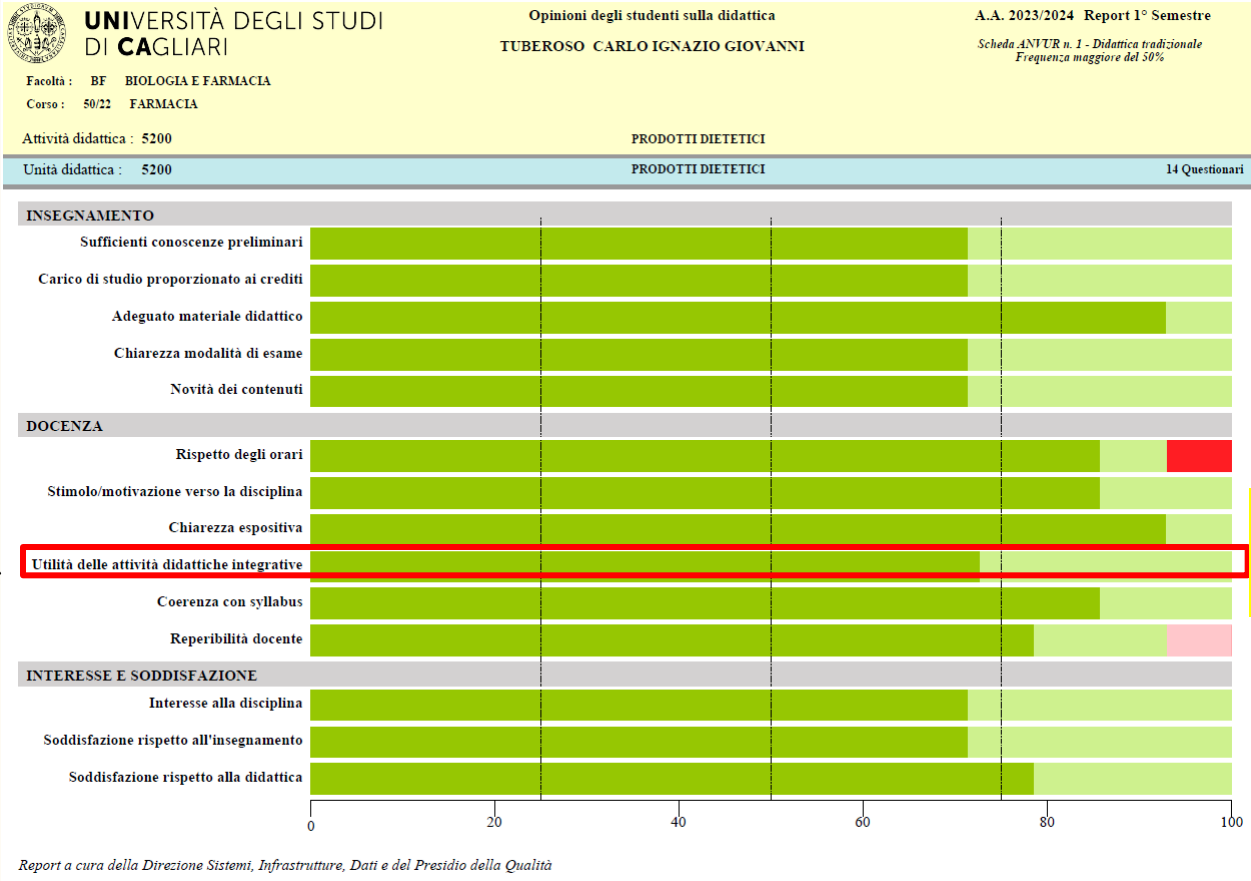 UNIVERSITÀ DEGLI STUDI
DI CAGLIARI
Opinioni degli studenti sulla didattica
TUBEROSO CARLO IGNAZIO GIOVANNI
A.A. 2023/2024 Report 1° Semestre
Scheda ANVUR n. 1 - Didattica tradizionale
Frequenza maggiore del 50%
Facoltà : BF BIOLOGIA E FARMACIA
Corso : 50/22 FARMACIA
Attività didattica : 5200 PRODOTTI DIETETICI
Unità didattica : 5200 PRODOTTI DIETETICI 14 Questionari
INSEGNAMENTO
Sufficienti conoscenze preliminari
Carico di studio proporzionato ai crediti
Adeguato materiale didattico
Chiarezza modalità di esame
Novità dei contenuti
DOCENZA
Rispetto degli orari
Stimolo/motivazione verso la disciplina
Chiarezza espositiva
Utilità delle attività didattiche integrative
Coerenza con syllabus
Reperibilità docente
INTERESSE E SODDISFAZIONE
Interesse alla disciplina
Soddisfazione rispetto all'insegnamento
Soddisfazione rispetto alla didattica
0 20 40 60 80 100
Report a cura della Direzione Sistemi, Infrastrutture, Dati e del Presidio della Qualità